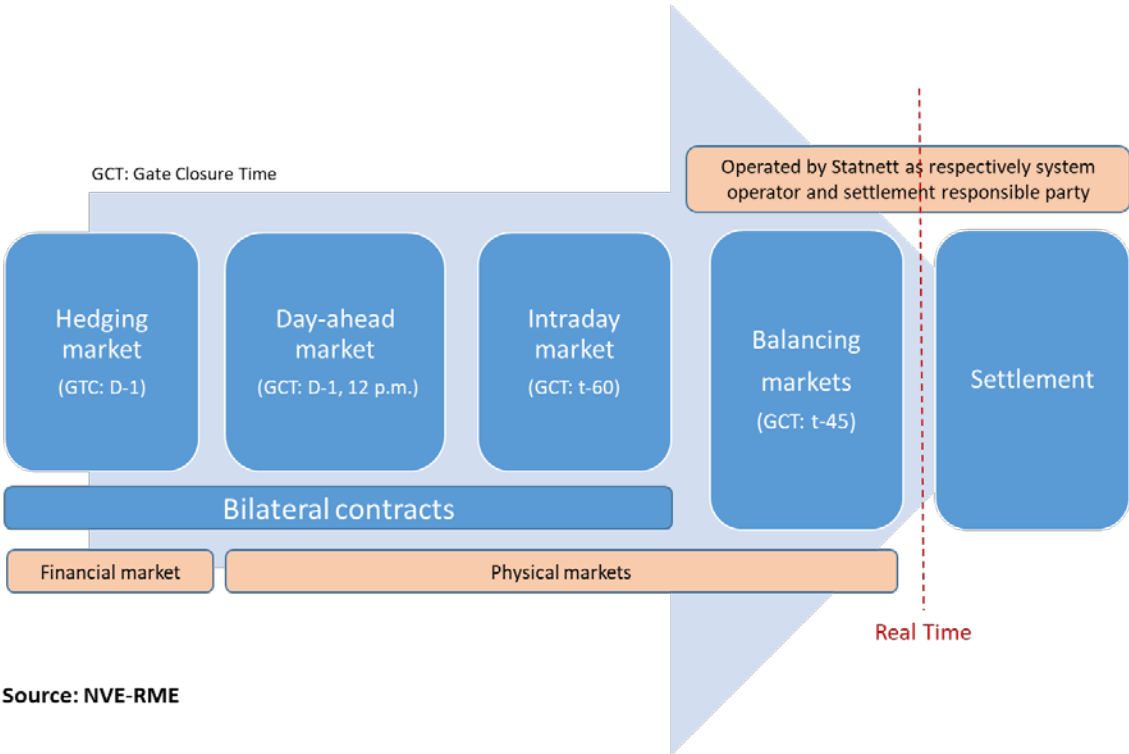 GCT: Gate Closure Time
Operated by Statnett as respectively system
operator and settlement responsible party
Hedging
market
(GTC: D-1)
Day-ahead
market
(GCT: D-1, 12 p.m.)
Intraday
market
(GCT: t-60)
Balancing
markets
(GCT: t-45)
Settlement
Bilateral contracts
Financial market
Physical markets
Real Time
Source: NVE-RME